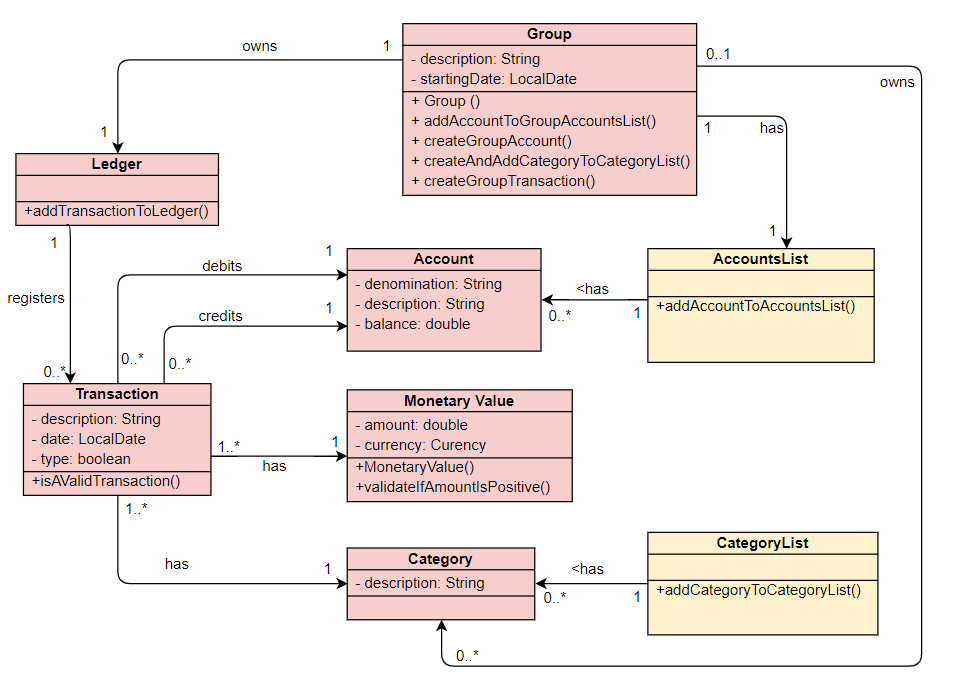 Group
- description: String
- startingDate: LocalDate
+ Group ()
+ addAccountToGroupAccountsList()
+ createGroupAccount()
+ createAndAddCategoryToCategoryList()
+ createGroupTransaction()
owns
1
1
0..1
owns
1
has
1
Ledger
+addTransactionToLedger()
1
registers
0..*
debits
1
0..*
credits
1
0..*
Account
- denomination: String
- description: String
- balance: double
<has
0..*
1
AccountsList
+addAccountToAccountsList()
Transaction
- description: String
- date: LocalDate
- type: boolean
+isAValidTransaction()
1..*
has
1
Monetary Value
- amount: double
- currency: Curency
+MonetaryValue()
+validateIfAmountIsPositive()
1..*
has
1
Category
- description: String
<has
0..*
1
CategoryList
+addCategoryToCategoryList()
0..*